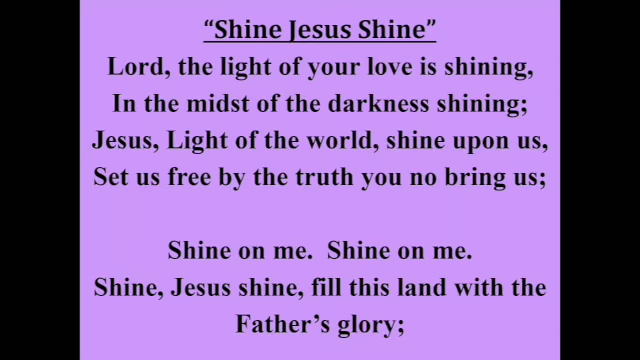 “Shine Jesus Shine”
Lord, the light of your love is shining,
In the midst of the darkness shining;
Jesus, Light of the world, shine upon us,
Set us free by the truth you no bring us;
Shine on me.  Shine on me.
Shine, Jesus shine, fill this land with the
Father’s glory;